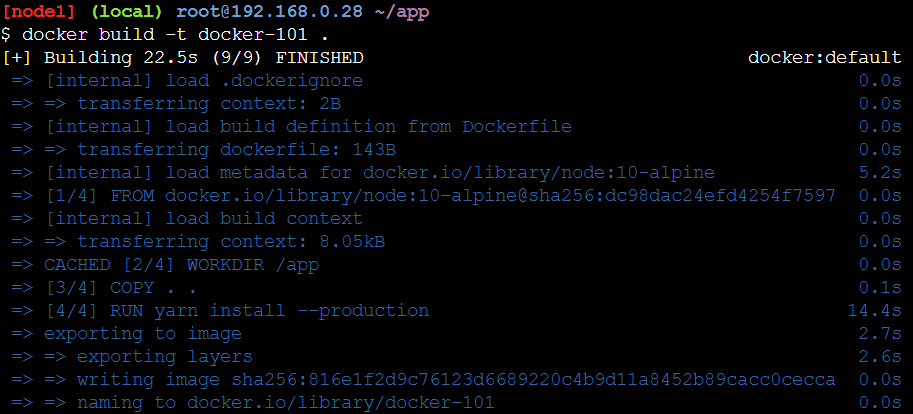 [node1] (local) root@192.168.0.28 ~/app
$ docker build -t docker-101 .
[+] Building 22.5s (9/9) FINISHED docker:default
=> [internal] load .dockerignore 0.0s
=> => transferring context: 2B 0.0s
=> [internal] load build definition from Dockerfile 0.0s
=> => transferring dockerfile: 143B 0.0s
=> [internal] load metadata for docker.io/library/node:10-alpine 5.2s
=> [1/4] FROM docker.io/library/node:10-alpine@sha256:dc98dac24efd4254f7597 0.0s
=> [internal] load build context 0.0s
=> => transferring context: 8.05kB 0.0s
=> CACHED [2/4] WORKDIR /app 0.0s
=> [3/4] COPY . . 0.1s
=> [4/4] RUN yarn install --production 14.4s
=> exporting to image 2.7s
=> => exporting layers 2.6s
=> => writing image sha256:816e1f2d9c76123d6689220c4b9d11a8452b89cacc0cecca 0.0s
=> => naming to docker.io/library/docker-101 0.0s